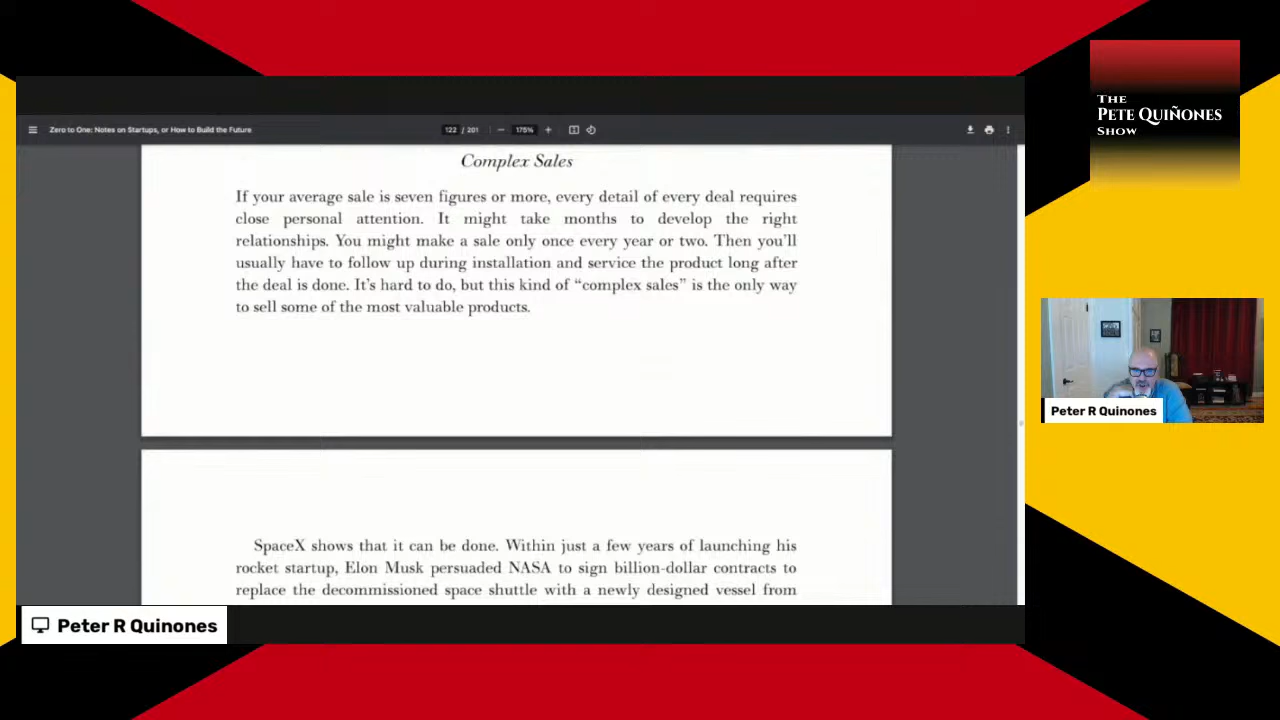 THE
PETE QUIÑONES
SHOW
Zero to One: Notes on Startups, or How to Build the Future
122 / 201
175%
Complex Sales
If your average sale is seven figures or more, every detail of every deal requires
close personal attention. It might take months to develop the right
relationships. You might make a sale only once every year or two. Then you’ll
usually have to follow up during installation and service the product long after
the deal is done. It’s hard to do, but this kind of “complex sales” is the only way
to sell some of the most valuable products.
SpaceX shows that it can be done. Within just a few years of launching his
rocket startup, Elon Musk persuaded NASA to sign billion-dollar contracts to
replace the decommissioned space shuttle with a newly designed vessel from
Peter R Quinones
Peter R Quinones